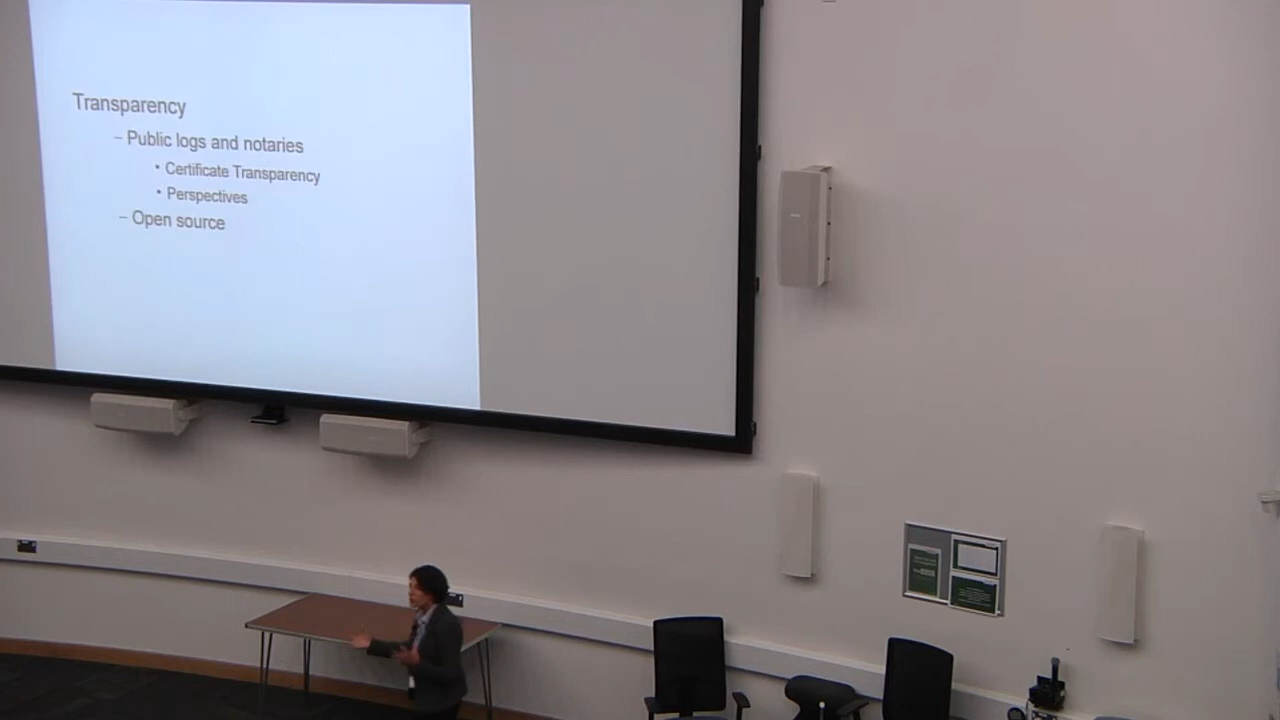 Transparency
– Public logs and notaries
• Certificate Transparency
• Perspectives
– Open source